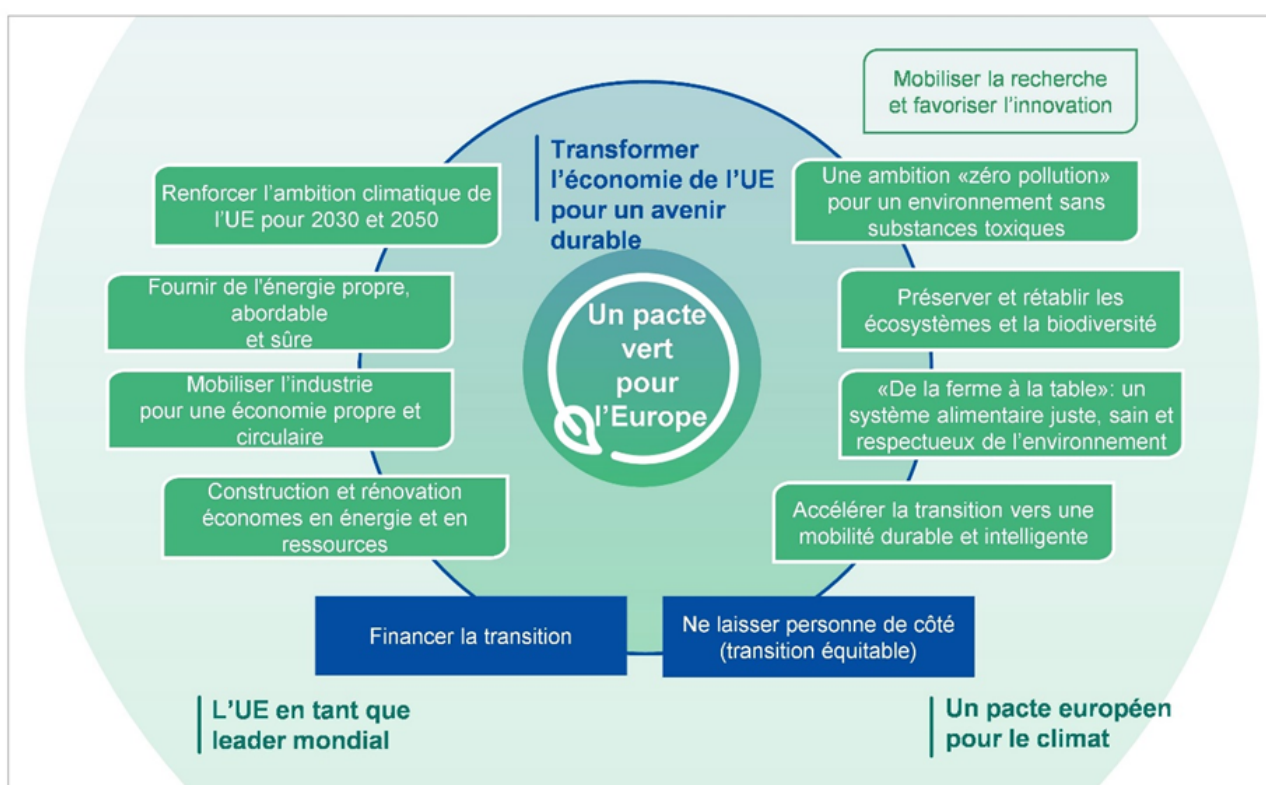 Mobiliser la recherche
et favoriser l’innovation
Transformer
l’économie de l’UE
pour un avenir
durable
Renforcer l’ambition climatique de
l’UE pour 2030 et 2050
Une ambition «zéro pollution»
pour un environnement sans
substances toxiques
Fournir de l’énergie propre,
abordable
et sûre
Préserver et rétablir les
écosystèmes et la biodiversité
Un pacte
vert
pour
l’Europe
Mobiliser l’industrie
pour une économie propre et
circulaire
«De la ferme à la table»: un
système alimentaire juste, sain et
respectueux de l’environnement
Construction et rénovation
économes en énergie et en
ressources
Accélérer la transition vers une
mobilité durable et intelligente
Financer la transition
Ne laisser personne de côté
(transition équitable)
L’UE en tant que
leader mondial
Un pacte européen
pour le climat